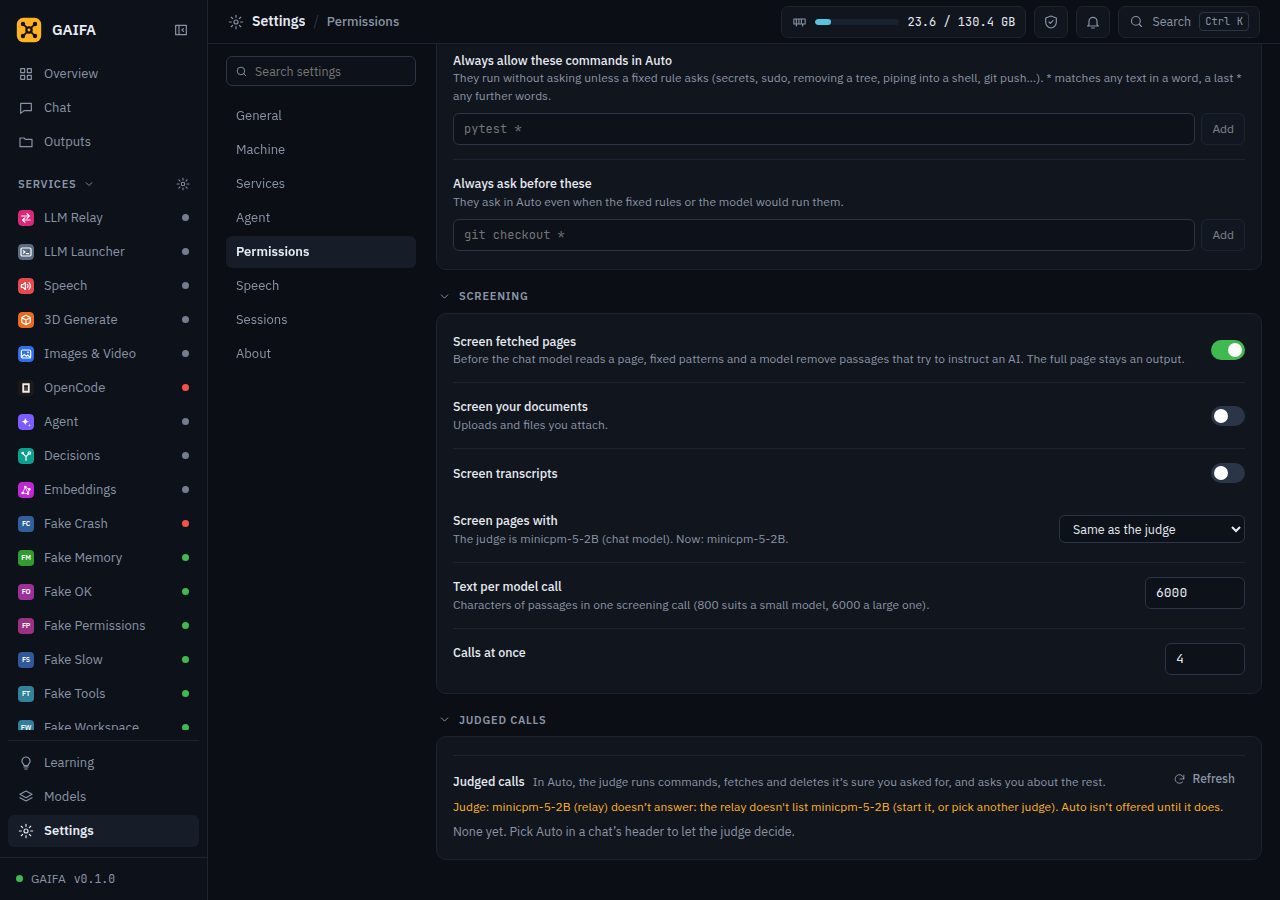 GAIFA
Overview
Chat
Outputs
SERVICES
LLM Relay
LLM Launcher
Speech
3D Generate
Images & Video
OpenCode
Agent
Decisions
Embeddings
FC Fake Crash
FM Fake Memory
FO Fake OK
FP Fake Permissions
FS Fake Slow
FT Fake Tools
FW Fake Workspace
Learning
Models
Settings
GAIFA v0.1.0
Settings / Permissions
23.6 / 130.4 GB
Search Ctrl K
Search settings
General
Machine
Services
Agent
Permissions
Speech
Sessions
About
Always allow these commands in Auto
They run without asking unless a fixed rule asks (secrets, sudo, removing a tree, piping into a shell, git push…). * matches any text in a word, a last *
any further words.
pytest * Add
Always ask before these
They ask in Auto even when the fixed rules or the model would run them.
git checkout * Add
SCREENING
Screen fetched pages
Before the chat model reads a page, fixed patterns and a model remove passages that try to instruct an AI. The full page stays an output.
Screen your documents
Uploads and files you attach.
Screen transcripts
Screen pages with
The judge is minicpm-5-2B (chat model). Now: minicpm-5-2B.
Same as the judge
Text per model call
Characters of passages in one screening call (800 suits a small model, 6000 a large one).
6000
Calls at once
4
JUDGED CALLS
Judged calls In Auto, the judge runs commands, fetches and deletes it’s sure you asked for, and asks you about the rest.
Refresh
Judge: minicpm-5-2B (relay) doesn’t answer: the relay doesn't list minicpm-5-2B (start it, or pick another judge). Auto isn’t offered until it does.
None yet. Pick Auto in a chat’s header to let the judge decide.